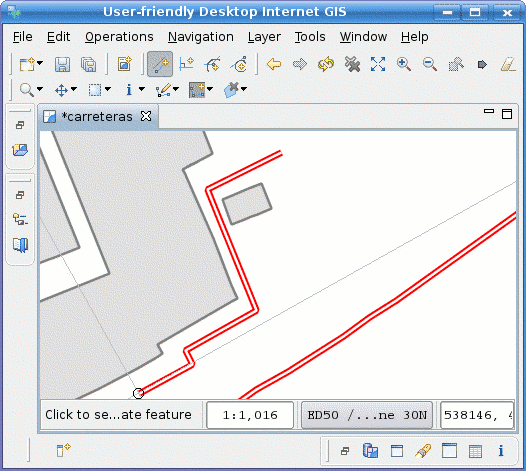 User-friendly Desktop Internet GIS
File Edit Operations Navigation Layer Tools Window Help
*carreteras
Click to se...ate feature 1:1,016 ED50 /...ne 30N 538146,